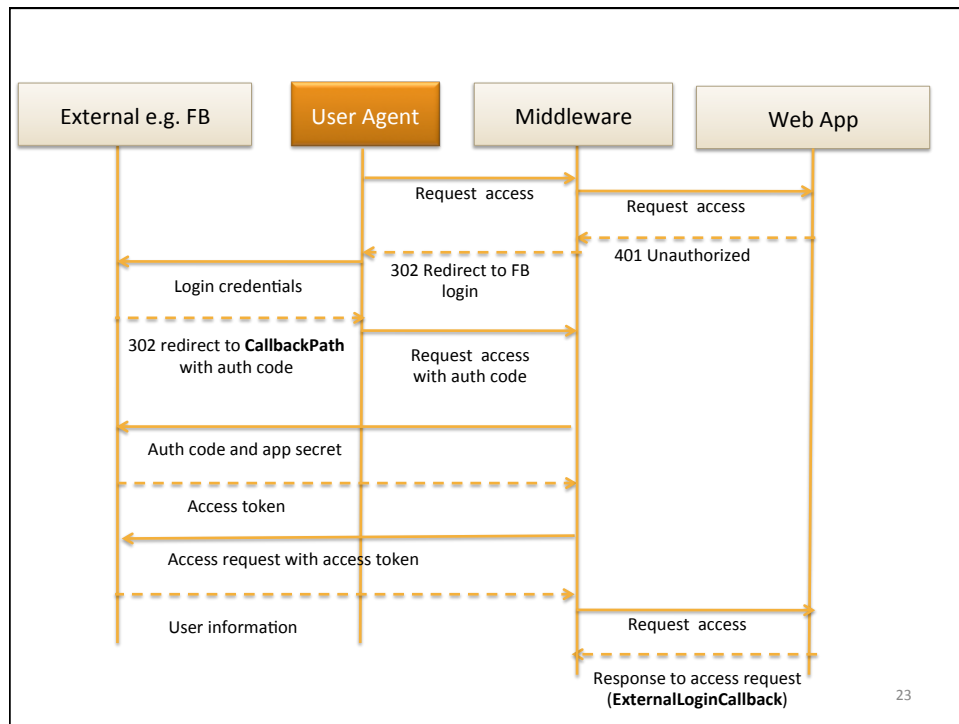 External e.g. FB
User Agent
Middleware
Web App
Request access
Request access
401 Unauthorized
302 Redirect to FB
login
Login credentials
302 redirect to CallbackPath
with auth code
Request access
with auth code
Auth code and app secret
Access token
Access request with access token
User information
Request access
Response to access request
(ExternalLoginCallback)
23